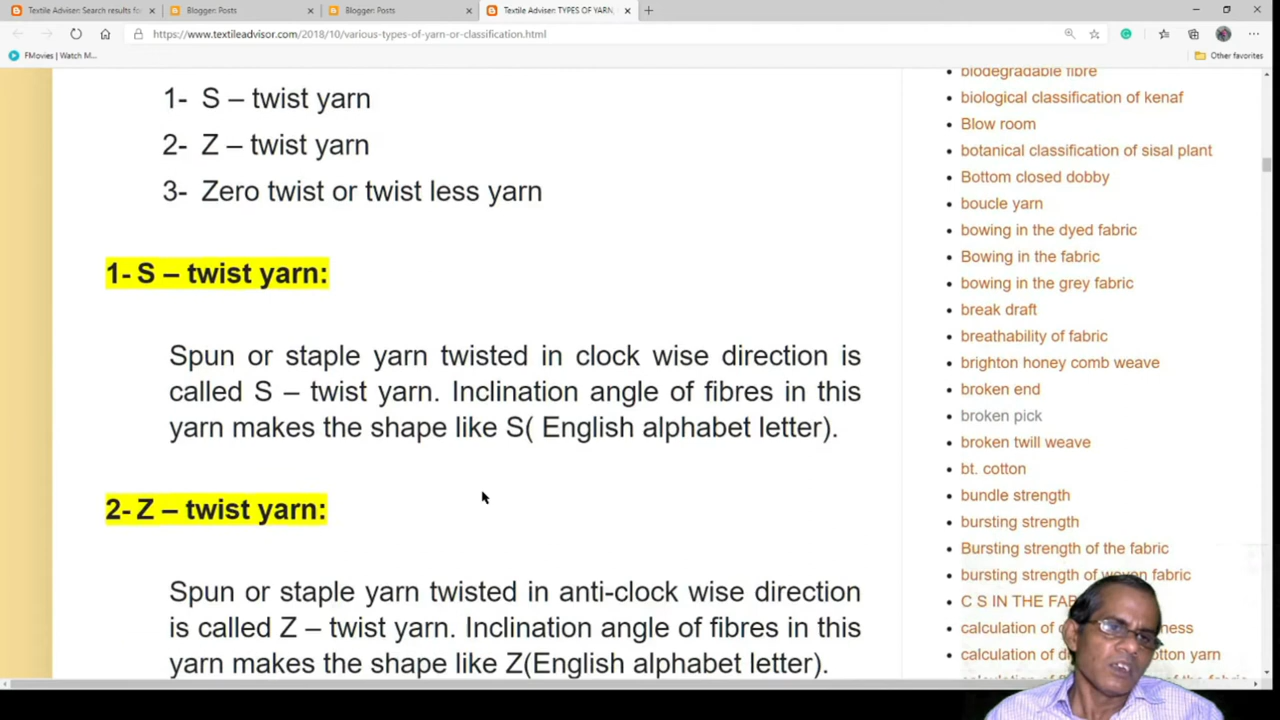 Textile Adviser: Search results fo
Blogger: Posts
Blogger: Posts
Textile Adviser: TYPES OF YARN,
https://www.textileadvisor.com/2018/10/various-types-of-yarn-or-classification.html
FMovies | Watch M...
Other favorites
1- S – twist yarn
2- Z – twist yarn
3- Zero twist or twist less yarn
1- S – twist yarn:
Spun or staple yarn twisted in clock wise direction is
called S – twist yarn. Inclination angle of fibres in this
yarn makes the shape like S( English alphabet letter).
2- Z – twist yarn:
Spun or staple yarn twisted in anti-clock wise direction
is called Z – twist yarn. Inclination angle of fibres in this
yarn makes the shape like Z(English alphabet letter).
biodegradable fibre
biological classification of kenaf
Blow room
botanical classification of sisal plant
Bottom closed dobby
boucle yarn
bowing in the dyed fabric
Bowing in the fabric
bowing in the grey fabric
break draft
breathability of fabric
brighton honey comb weave
broken end
broken pick
broken twill weave
bt. cotton
bundle strength
bursting strength
Bursting strength of the fabric
bursting strength of woven fabric
C S IN THE
calculation of
calculation of cotton yarn